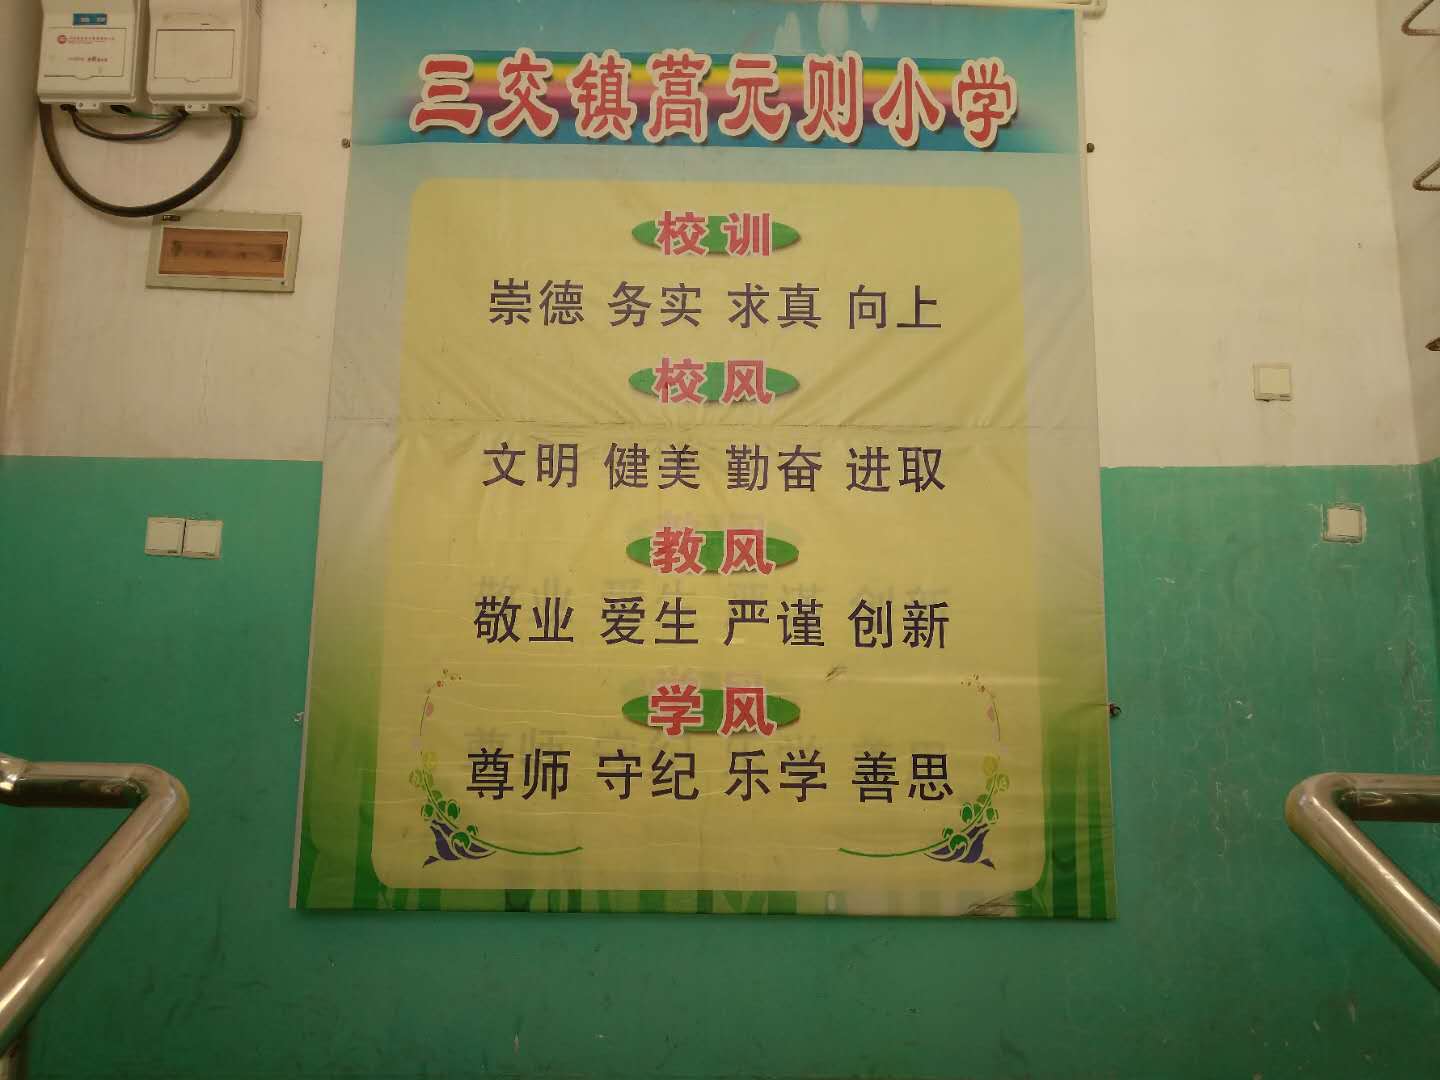 三交镇蒿元则小学
校训
崇德 务实 求真 向上
校风
文明 健美 勤奋 进取
教风
敬业 爱生 严谨 创新
学风
尊师 守纪 乐学 善思